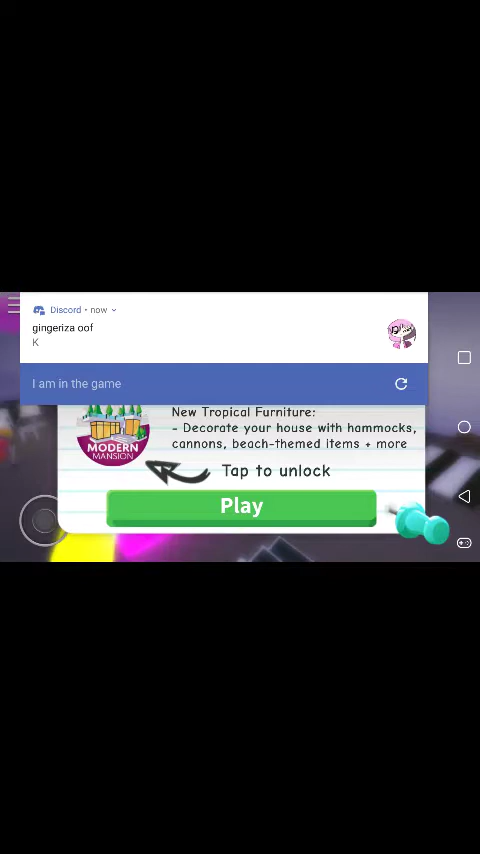 Discord • now
gingeriza oof
K
I am in the game
New Tropical Furniture:
- Decorate your house with hammocks,
cannons, beach-themed items + more
MODERN
MANSION
Tap to unlock
Play